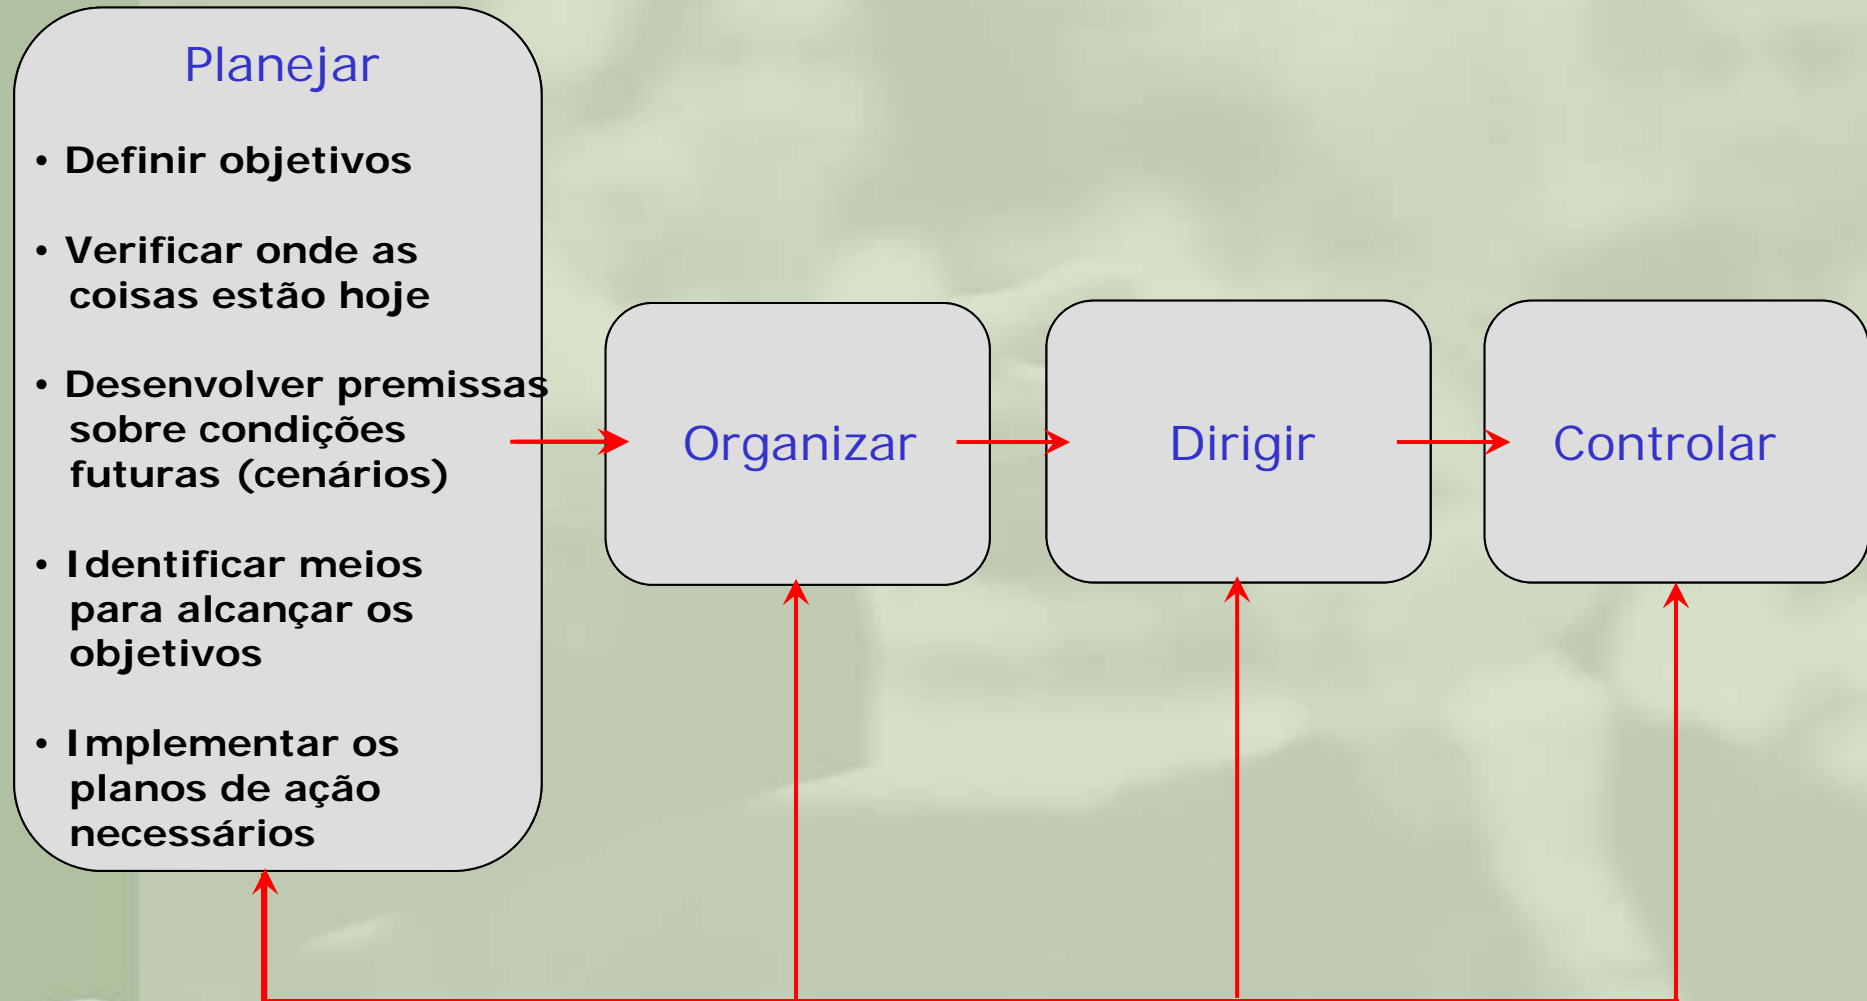 Planejar
• Definir objetivos
• Verificar onde as
coisas estão hoje
• Desenvolver premissas
sobre condições
futuras (cenários)
• Identificar meios
para alcançar os
objetivos
• Implementar os
planos de ação
necessários
Organizar
Dirigir
Controlar